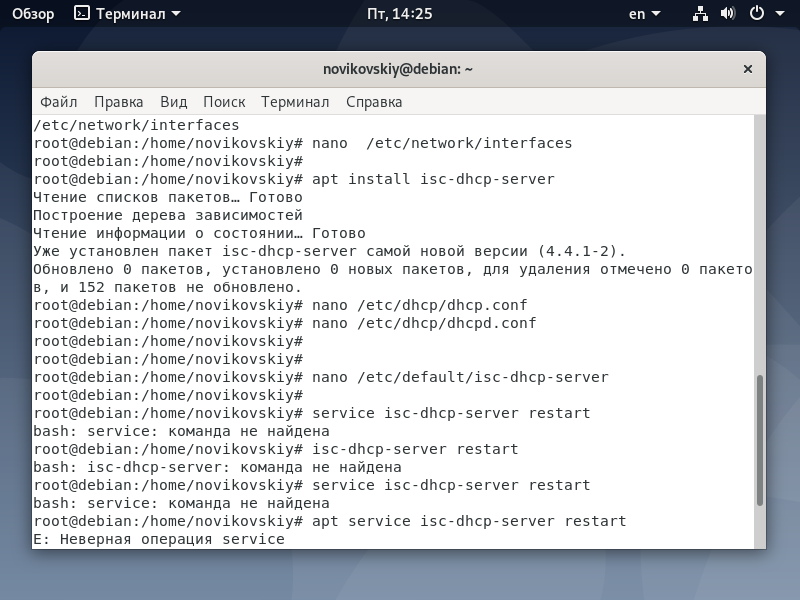 Обзор Терминал Пт, 14:25 en
novikovskiy@debian: ~ ×
Файл Правка Вид Поиск Терминал Справка
/etc/network/interfaces
root@debian:/home/novikovskiy# nano  /etc/network/interfaces
root@debian:/home/novikovskiy#
root@debian:/home/novikovskiy# apt install isc-dhcp-server
Чтение списков пакетов… Готово
Построение дерева зависимостей
Чтение информации о состоянии… Готово
Уже установлен пакет isc-dhcp-server самой новой версии (4.4.1-2).
Обновлено 0 пакетов, установлено 0 новых пакетов, для удаления отмечено 0 пакето
в, и 152 пакетов не обновлено.
root@debian:/home/novikovskiy# nano /etc/dhcp/dhcp.conf
root@debian:/home/novikovskiy# nano /etc/dhcp/dhcpd.conf
root@debian:/home/novikovskiy#
root@debian:/home/novikovskiy#
root@debian:/home/novikovskiy# nano /etc/default/isc-dhcp-server
root@debian:/home/novikovskiy#
root@debian:/home/novikovskiy# service isc-dhcp-server restart
bash: service: команда не найдена
root@debian:/home/novikovskiy# isc-dhcp-server restart
bash: isc-dhcp-server: команда не найдена
root@debian:/home/novikovskiy# service isc-dhcp-server restart
bash: service: команда не найдена
root@debian:/home/novikovskiy# apt service isc-dhcp-server restart
E: Неверная операция service